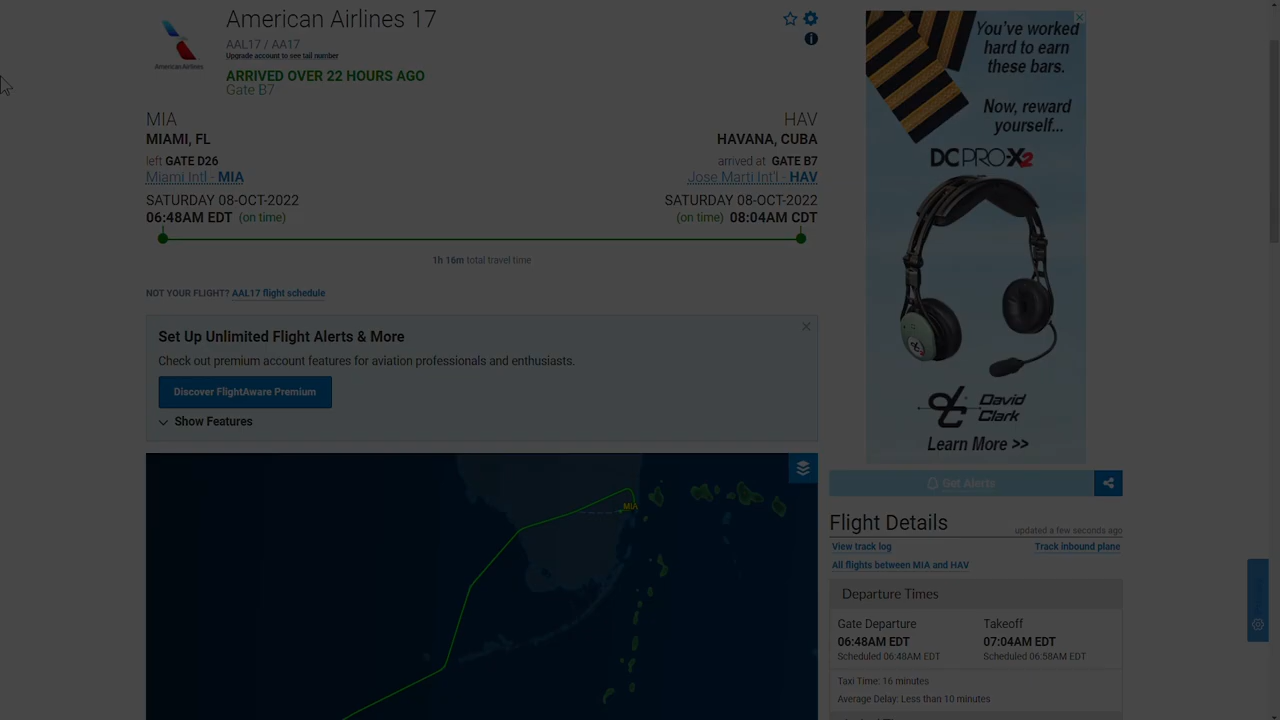 American Airlines 17
AAL17 / AA17
Upgrade account to see tail number
American Airlines
ARRIVED OVER 22 HOURS AGO
Gate B7
MIA
HAV
MIAMI, FL
HAVANA, CUBA
left GATE D26
arrived at GATE B7
Miami Intl - MIA
Jose Marti Int'l - HAV
SATURDAY 08-OCT-2022
SATURDAY 08-OCT-2022
06:48AM EDT (on time)
(on time) 08:04AM CDT
1h 16m total travel time
NOT YOUR FLIGHT? AAL17 flight schedule
Set Up Unlimited Flight Alerts & More
Check out premium account features for aviation professionals and enthusiasts.
Discover FlightAware Premium
Show Features
MIA
You've worked
hard to earn
these bars.
Now, reward
yourself...
DC PRO-X2
David
Clark
Learn More >>
Get Alerts
Flight Details
updated a few seconds ago
View track log
Track inbound plane
All flights between MIA and HAV
Departure Times
Gate Departure
Takeoff
06:48AM EDT
07:04AM EDT
Scheduled 06:48AM EDT
Scheduled 06:58AM EDT
Taxi Time: 16 minutes
Average Delay: Less than 10 minutes